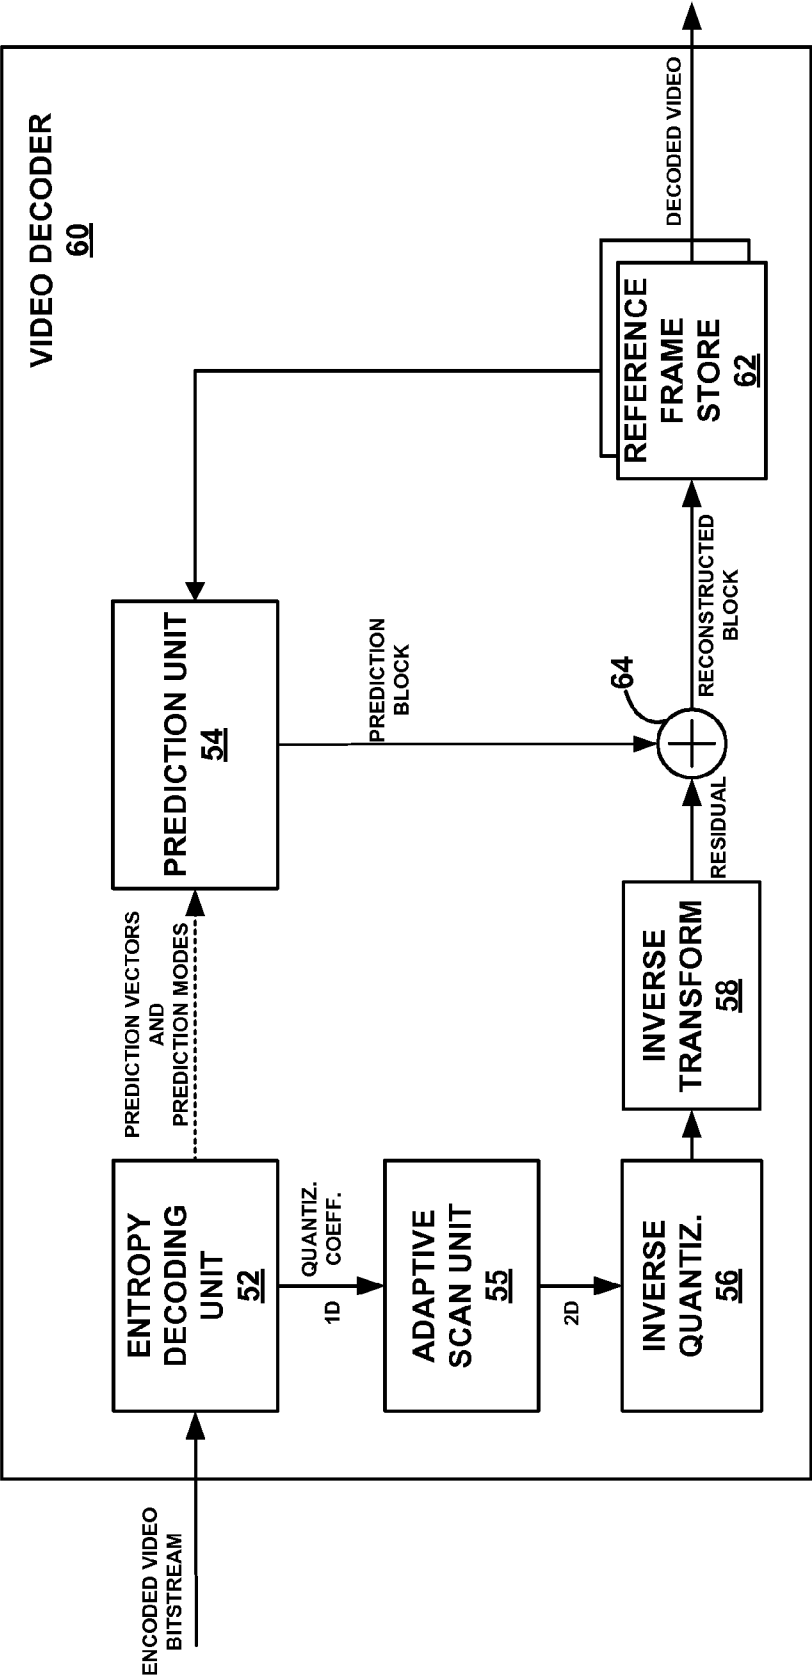 VIDEO DECODER
60
ENCODED VIDEO
BITSTREAM
ENTROPY
DECODING
UNIT
52
PREDICTION VECTORS
AND
PREDICTION MODES
PREDICTION UNIT
54
QUANTIZ.
COEFF.
1D
ADAPTIVE
SCAN UNIT
55
2D
INVERSE
QUANTIZ.
56
INVERSE
TRANSFORM
58
RESIDUAL
PREDICTION
BLOCK
64
RECONSTRUCTED
BLOCK
REFERENCE
FRAME
STORE
62
DECODED VIDEO